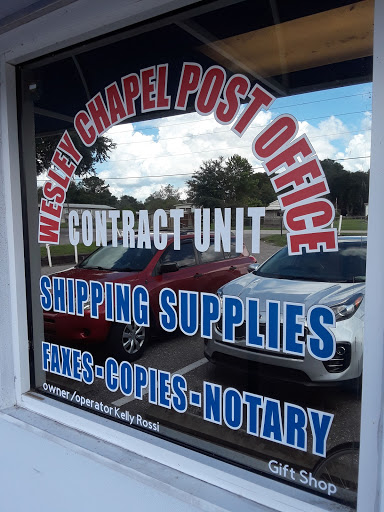 WESLEY CHAPEL POST OFFICE
CONTRACT UNIT
SHIPPING SUPPLIES
FAXES-COPIES-NOTARY
owner/operator Kelly Rossi
Gift Shop